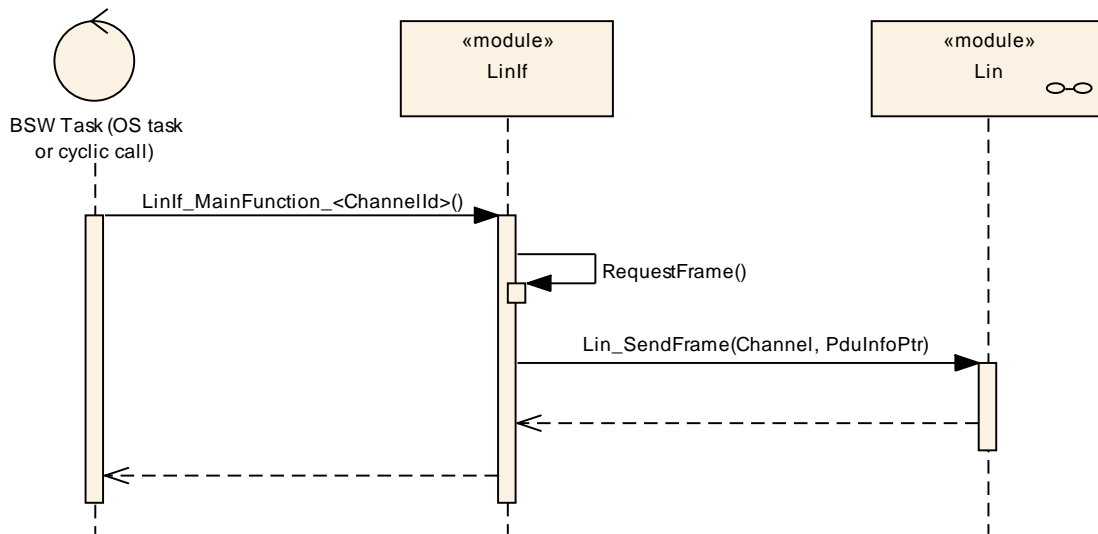 «module»
LinIf
«module»
Lin
BSW Task (OS task
or cyclic call)
LinIf_MainFunction_<ChannelId>()
RequestFrame()
Lin_SendFrame(Channel, PduInfoPtr)